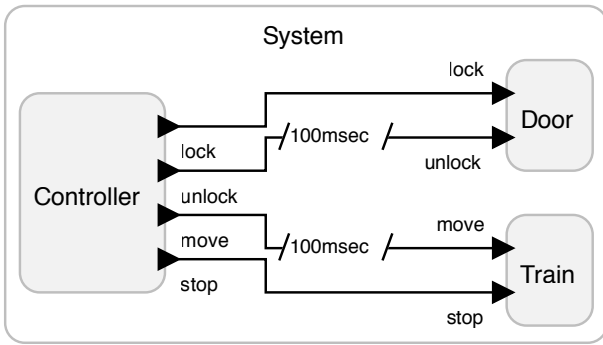 System
lock
Door
lock
100msec
unlock
Controller
unlock
move
move
100msec
Train
stop
stop